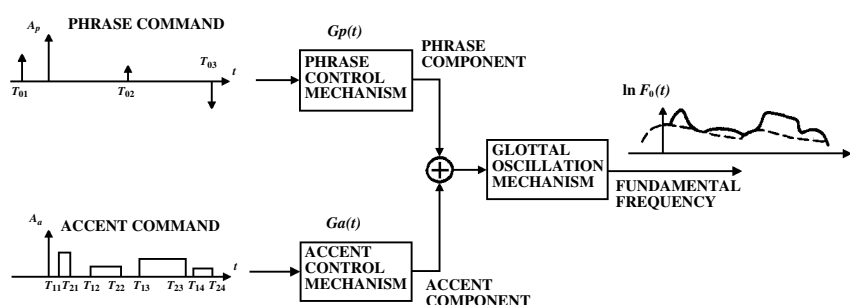 Ap PHRASE COMMAND
T01 T02 T03 t
Gp(t)
PHRASE
CONTROL
MECHANISM
PHRASE
COMPONENT
ln F0(t)
GLOTTAL
OSCILLATION
MECHANISM
FUNDAMENTAL
FREQUENCY
Aa ACCENT COMMAND
t
T11 T21 T12 T22 T13 T23 T14 T24
Ga(t)
ACCENT
CONTROL
MECHANISM
ACCENT
COMPONENT